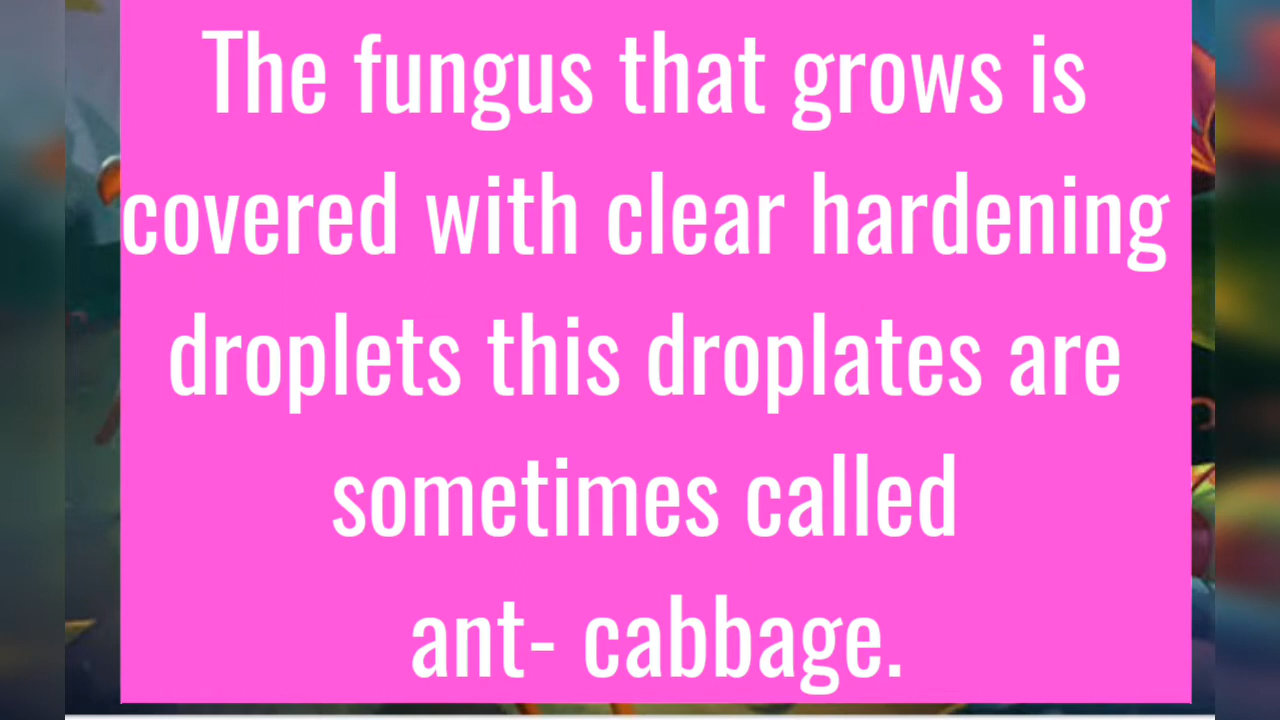 The fungus that grows is
covered with clear hardening
droplets this droplates are
sometimes called
ant- cabbage.